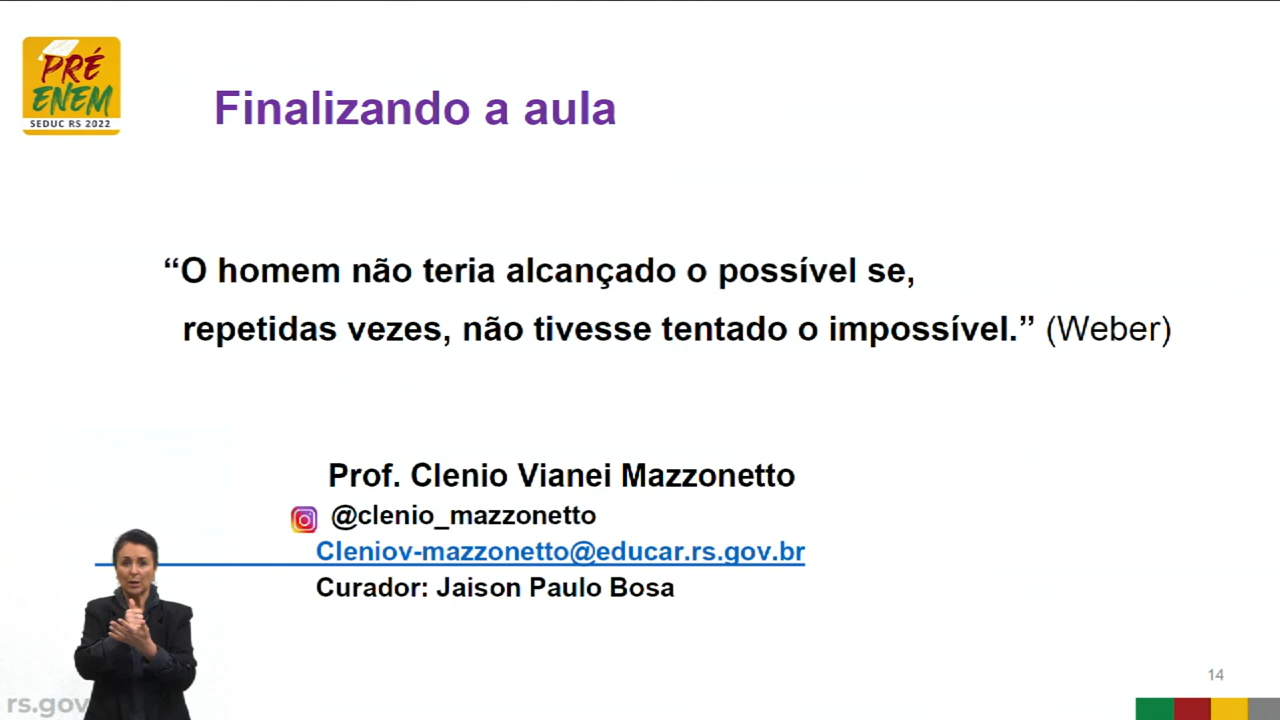 PRÉ
ENEM
SEDUC RS 2022
Finalizando a aula
“O homem não teria alcançado o possível se,
repetidas vezes, não tivesse tentado o impossível.” (Weber)
Prof. Clenio Vianei Mazzonetto
@clenio_mazzonetto
Cleniov-mazzonetto@educar.rs.gov.br
Curador: Jaison Paulo Bosa
14
rs.gov